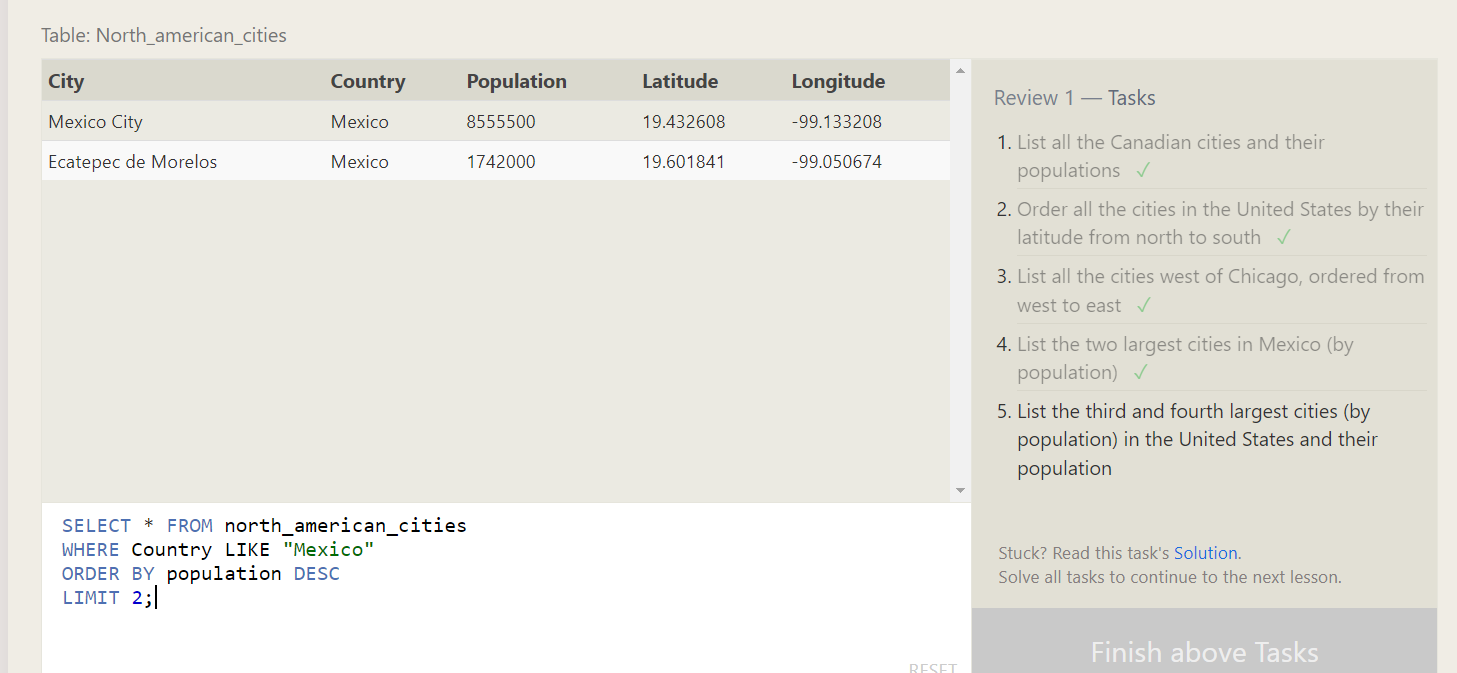 Table: North_american_cities
City Country Population Latitude Longitude
Mexico City Mexico 8555500 19.432608 -99.133208
Ecatepec de Morelos Mexico 1742000 19.601841 -99.050674
SELECT * FROM north_american_cities
WHERE Country LIKE "Mexico"
ORDER BY population DESC
LIMIT 2;
RESET
Review 1 — Tasks
1. List all the Canadian cities and their
populations ✓
2. Order all the cities in the United States by their
latitude from north to south ✓
3. List all the cities west of Chicago, ordered from
west to east ✓
4. List the two largest cities in Mexico (by
population) ✓
5. List the third and fourth largest cities (by
population) in the United States and their
population
Stuck? Read this task's Solution.
Solve all tasks to continue to the next lesson.
Finish above Tasks